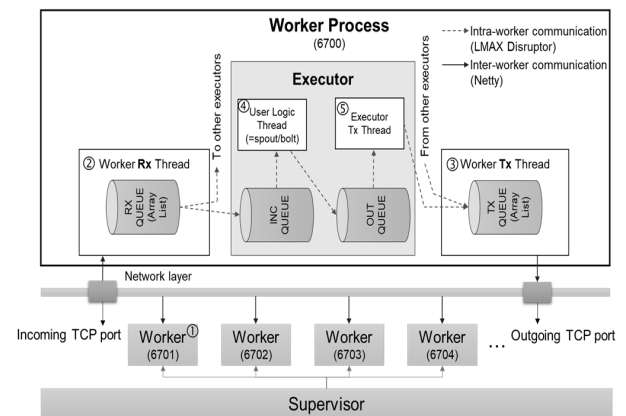 Worker Process
(6700)
Intra-worker communication
(LMAX Disruptor)
Inter-worker communication
(Netty)
Executor
To other executors
④ User Logic
Thread
(=spout/bolt)
⑤ Executor
Tx Thread
From other executors
② Worker Rx Thread
③ Worker Tx Thread
RX
QUEUE
(Array
List)
INC
QUEUE
OUT
QUEUE
TX
QUEUE
(Array
List)
Network layer
Incoming TCP port
Worker ①
(6701)
Worker
(6702)
Worker
(6703)
Worker
(6704)
...
Outgoing TCP port
Supervisor